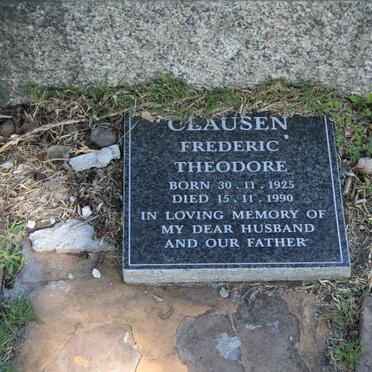 CLAUSEN
FREDERIC
THEODORE
BORN 30.11.1925
DIED 15.11.1990
IN LOVING MEMORY OF
MY DEAR HUSBAND
AND OUR FATHER